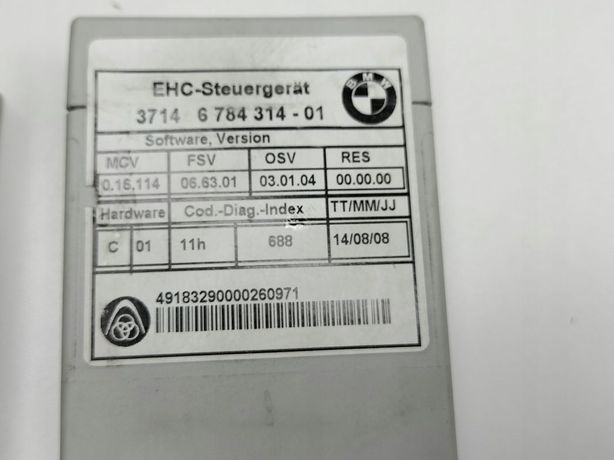 EHC-Steuergerät
BMW
3714 6 784 314 - 01
Software, Version
MCV FSV OSV RES
0.16.114 06.63.01 03.01.04 00.00.00
Hardware Cod.-Diag.-Index TT/MM/JJ
C 01 11h 688 14/08/08
49183290000260971